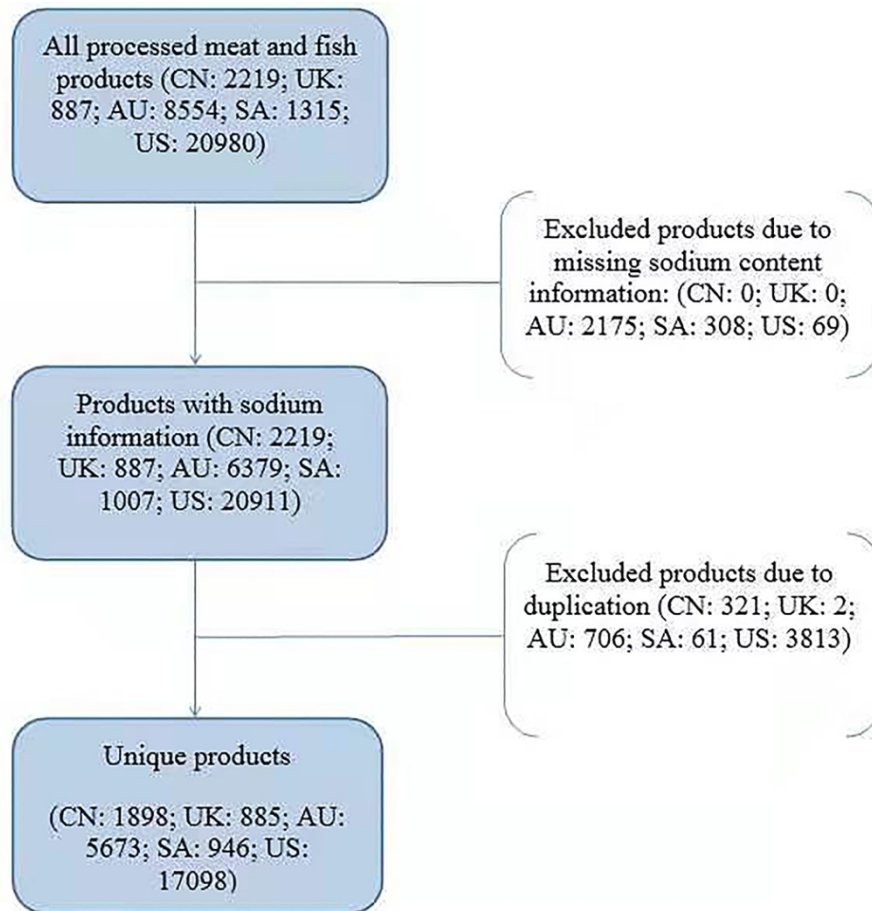 All processed meat and fish
products (CN: 2219; UK:
887; AU: 8554; SA: 1315;
US: 20980)
Excluded products due to
missing sodium content
information: (CN: 0; UK: 0;
AU: 2175; SA: 308; US: 69)
Products with sodium
information (CN: 2219;
UK: 887; AU: 6379; SA:
1007; US: 20911)
Excluded products due to
duplication (CN: 321; UK: 2;
AU: 706; SA: 61; US: 3813)
Unique products
(CN: 1898; UK: 885; AU:
5673; SA: 946; US:
17098)